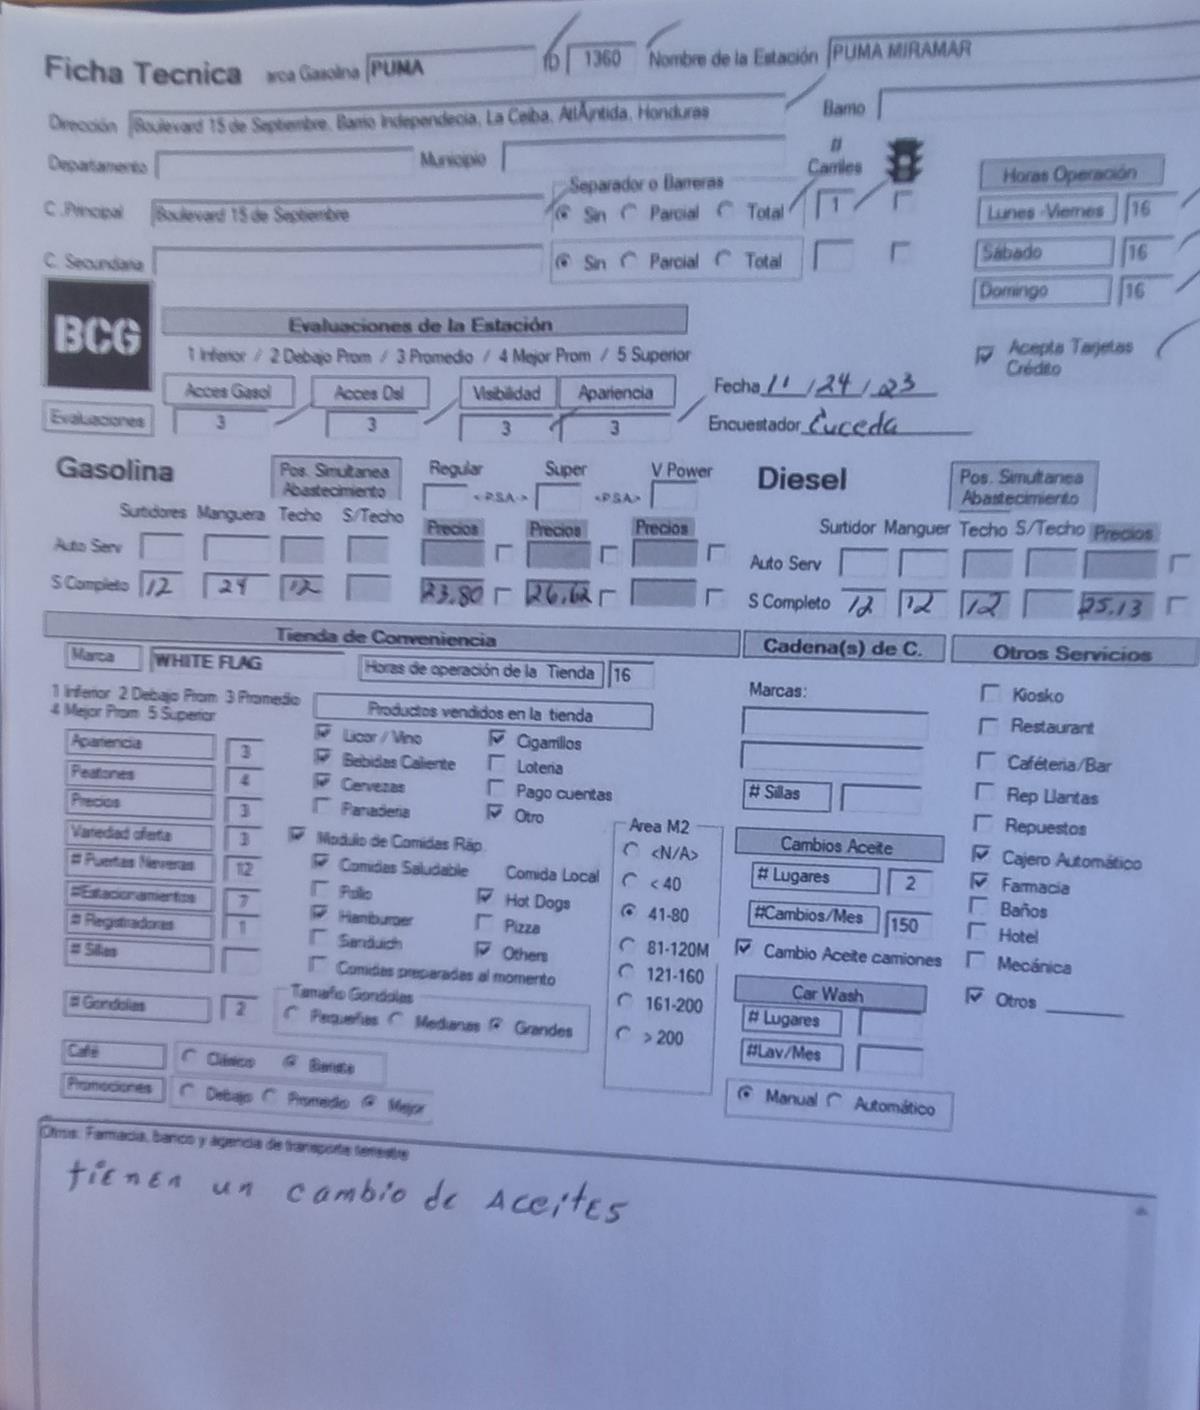 Ficha Tecnica arca Gasolina PUMA ID 1360 Nombre de la Estación PUMA MIRAMAR
Dirección Boulevard 15 de Septiembre, Barrio Independecia, La Ceiba, AtlÃ¡ntida, Honduras Barrio
Departamento Municipio # Carriles
Separador o Barreras
Horas Operación
C .Principal Boulevard 15 de Septiembre Sin Parcial Total 1
Lunes -Viernes 16
C. Secundaria Sin Parcial Total
Sábado 16
Domingo 16
BCG
Evaluaciones de la Estación
1 Inferior / 2 Debajo Prom / 3 Promedio / 4 Mejor Prom / 5 Superior
Acepta Tarjetas Crédito
Acces Gasol Acces Dsl Visibilidad Apariencia
Fecha 11 / 24 / 23
Evaluaciones 3 3 3 3
Encuestador Euceda
Gasolina Pos. Simultanea Abastecimiento Regular Super V Power
<-P.S.A-> <-P.S.A>
Surtidores Manguera Techo S/Techo Precios Precios Precios
Auto Serv
S Completo 12 24 12 23.80 26.62
Diesel Pos. Simultanea Abastecimiento
Surtidor Manguer Techo S/Techo Precios
Auto Serv
S Completo 12 12 12 25.13
Tienda de Conveniencia
Marca WHITE FLAG Horas de operación de la Tienda 16
1 Inferior 2 Debajo Prom 3 Promedio
4 Mejor Prom 5 Superior
Productos vendidos en la tienda
Apariencia 3
Peatones 4
Precios 3
Variedad oferta 3
# Puertas Neveras 12
#Estacionamientos 7
# Registradoras 1
# Sillas
# Gondolas 2
Licor / Vino Cigarrillos
Bebidas Caliente Loteria
Cervezas Pago cuentas
Panaderia Otro
Modulo de Comidas Ráp.
Comidas Saludable Comida Local
Pollo Hot Dogs
Hamburger Pizza
Sanduich Others
Comidas preparadas al momento
Tamaño Gondolas
Pequeñas Medianas Grandes
Café Clásico Barista
Promociones Debajo Promedio Mejor
Area M2
<N/A>
< 40
41-80
81-120M
121-160
161-200
> 200
Cadena(s) de C.
Marcas:
# Sillas
Cambios Aceite
# Lugares 2
#Cambios/Mes 150
Cambio Aceite camiones
Car Wash
# Lugares
#Lav/Mes
Manual Automático
Otros Servicios
Kiosko
Restaurant
Caféteria/Bar
Rep Llantas
Repuestos
Cajero Automático
Farmacia
Baños
Hotel
Mecánica
Otros
Otros: Farmacia, banco y agencia de transporte terrestre
tienen un cambio de Aceites